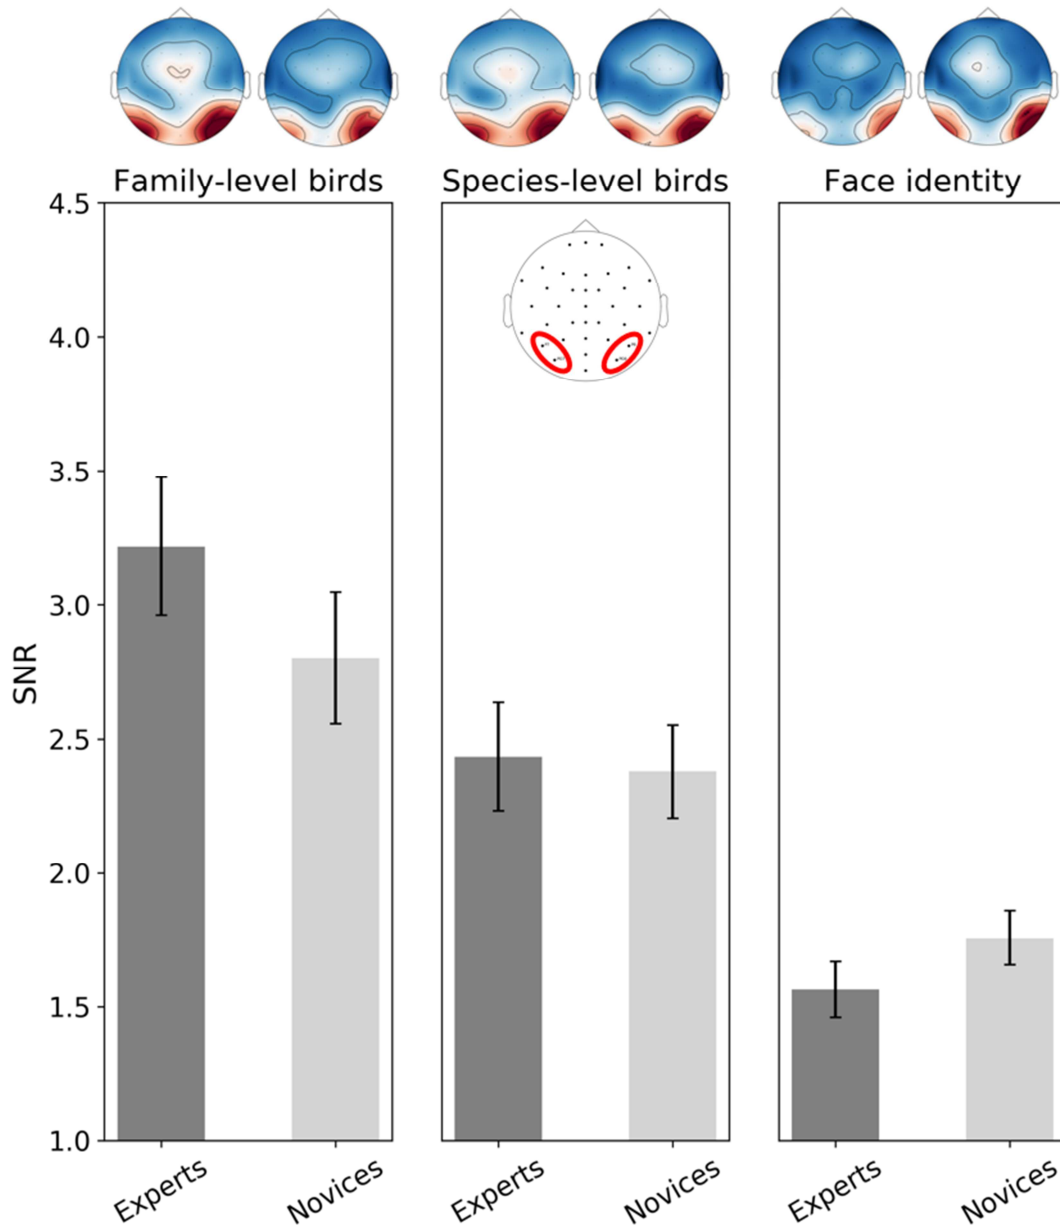 Family-level birds
Species-level birds
Face identity
4.5
4.0
3.5
3.0
2.5
2.0
1.5
1.0
SNR
Experts
Novices
Experts
Novices
Experts
Novices